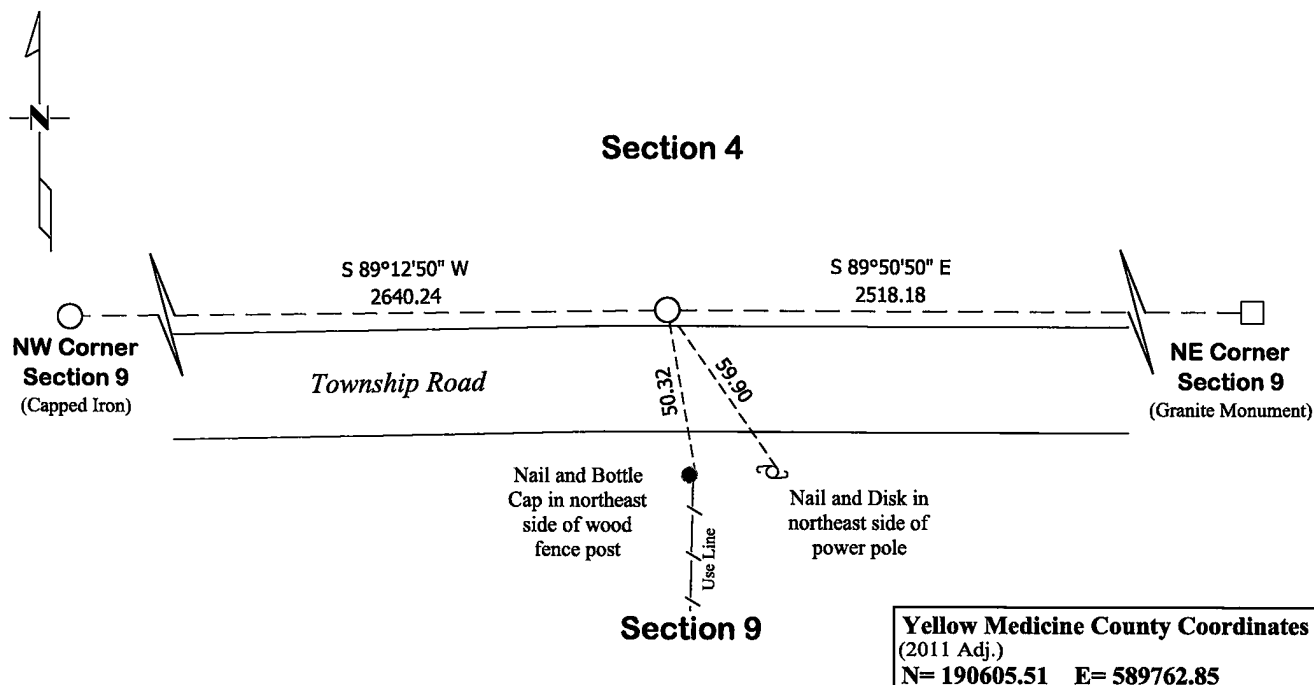 N
Section 4
S 89°12'50" W
2640.24
S 89°50'50" E
2518.18
NW Corner
Section 9
(Capped Iron)
NE Corner
Section 9
(Granite Monument)
Township Road
50.32
59.90
Nail and Bottle
Cap in northeast
side of wood
fence post
Nail and Disk in
northeast side of
power pole
Use Line
Section 9
Yellow Medicine County Coordinates
(2011 Adj.)
N= 190605.51 E= 589762.85